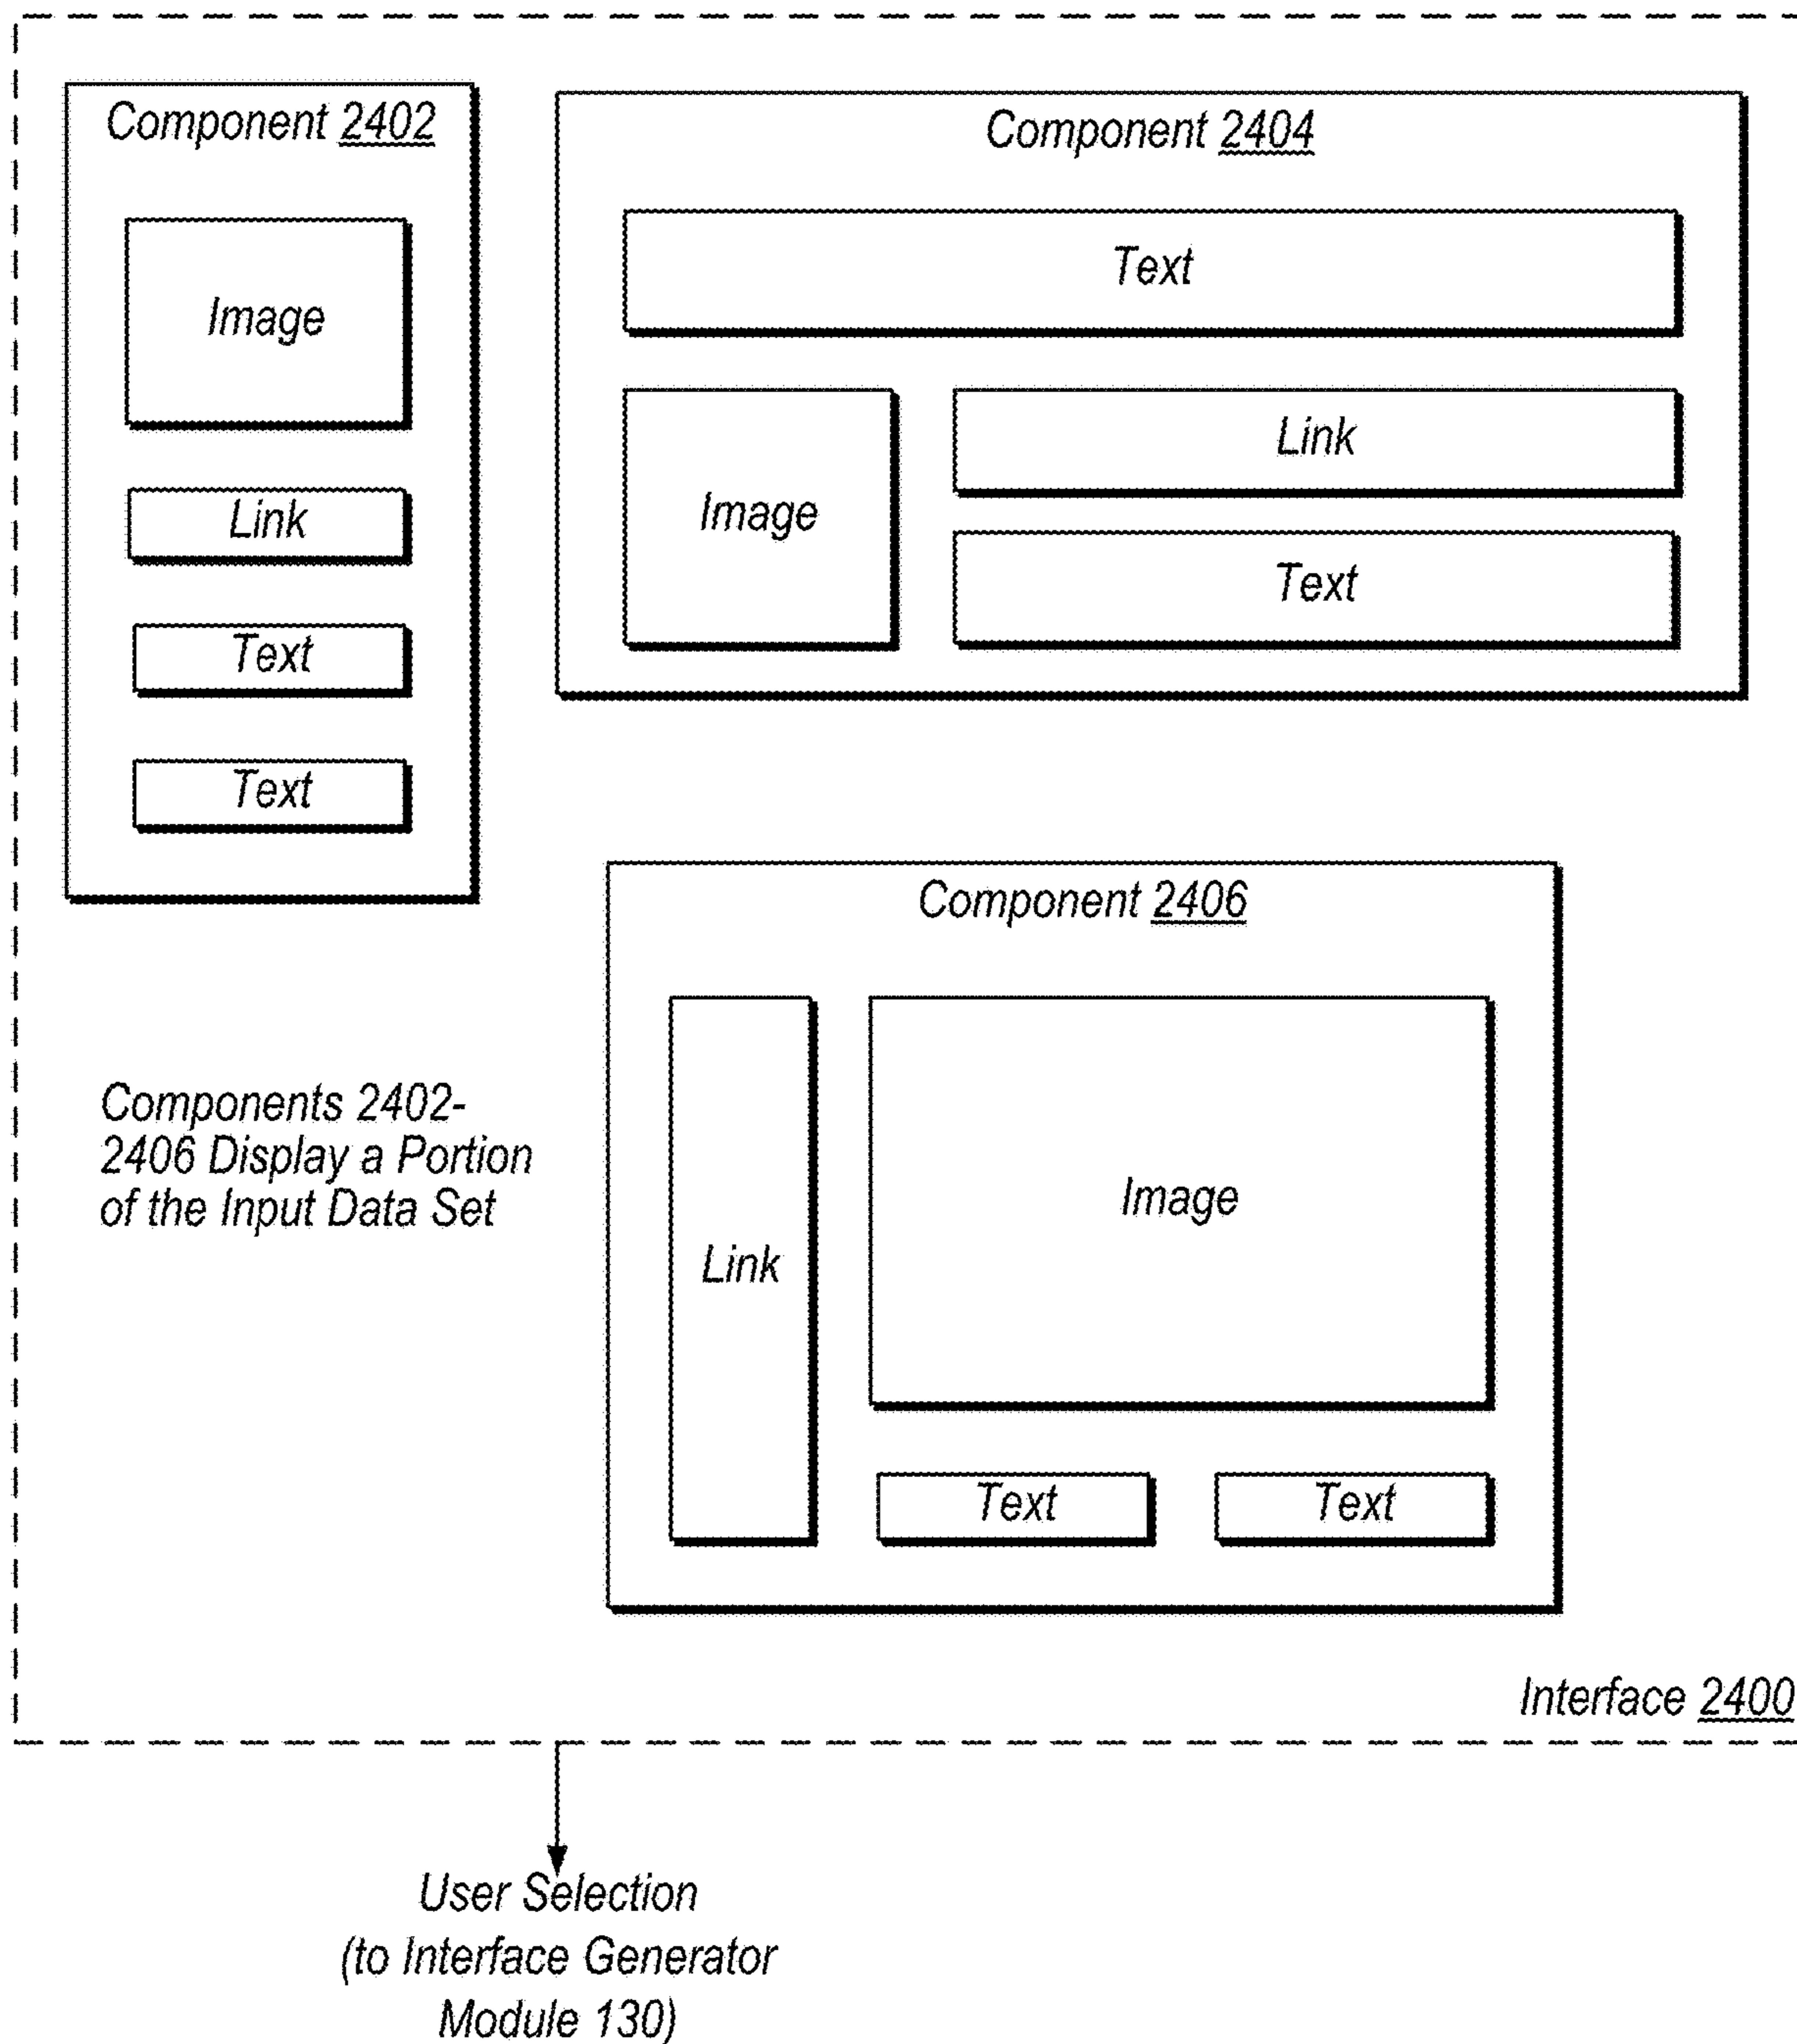 Component 2402
Image
Link
Text
Text
Component 2404
Text
Image
Link
Text
Component 2406
Link
Image
Text
Text
Components 2402-
2406 Display a Portion
of the Input Data Set
Interface 2400
User Selection
(to Interface Generator
Module 130)